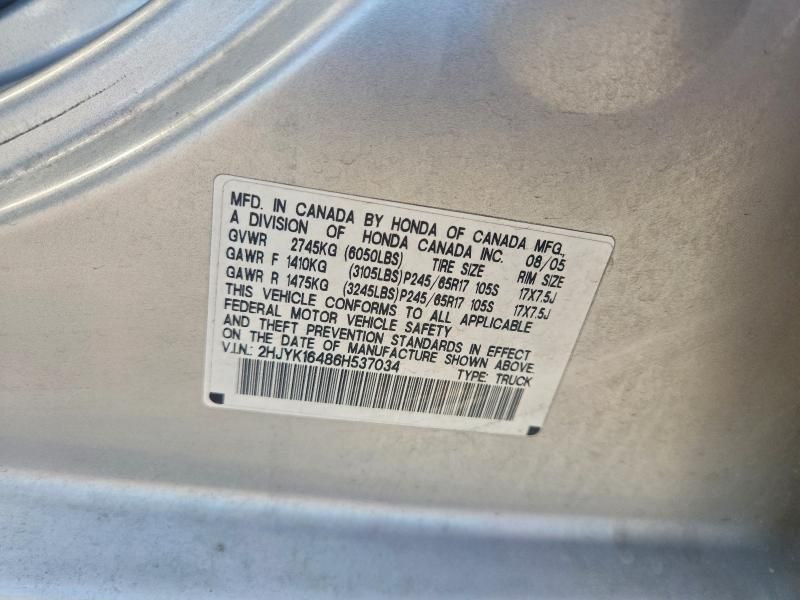 MFD. IN CANADA BY HONDA OF CANADA MFG.,
A DIVISION OF HONDA CANADA INC. 08/05
GVWR 2745KG (6050LBS) TIRE SIZE RIM SIZE
GAWR F 1410KG (3105LBS) P245/65R17 105S 17X7.5J
GAWR R 1475KG (3245LBS) P245/65R17 105S 17X7.5J
THIS VEHICLE CONFORMS TO ALL APPLICABLE
FEDERAL MOTOR VEHICLE SAFETY
AND THEFT PREVENTION STANDARDS IN EFFECT
ON THE DATE OF MANUFACTURE SHOWN ABOVE.
V.I.N.: 2HJYK16486H537034 TYPE: TRUCK